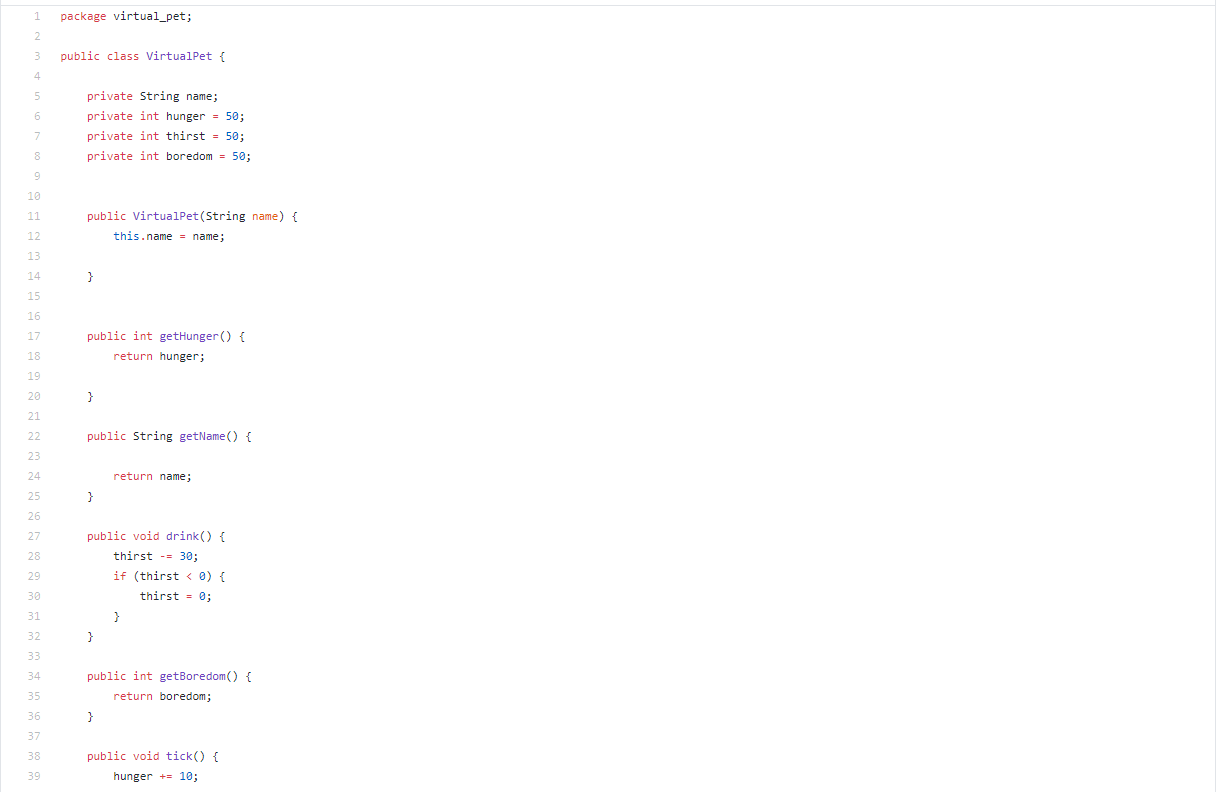 1 package virtual_pet;
2
3 public class VirtualPet {
4
5     private String name;
6     private int hunger = 50;
7     private int thirst = 50;
8     private int boredom = 50;
9
10
11     public VirtualPet(String name) {
12         this.name = name;
13
14     }
15
16
17     public int getHunger() {
18         return hunger;
19
20     }
21
22     public String getName() {
23
24         return name;
25     }
26
27     public void drink() {
28         thirst -= 30;
29         if (thirst < 0) {
30             thirst = 0;
31         }
32     }
33
34     public int getBoredom() {
35         return boredom;
36     }
37
38     public void tick() {
39         hunger += 10;